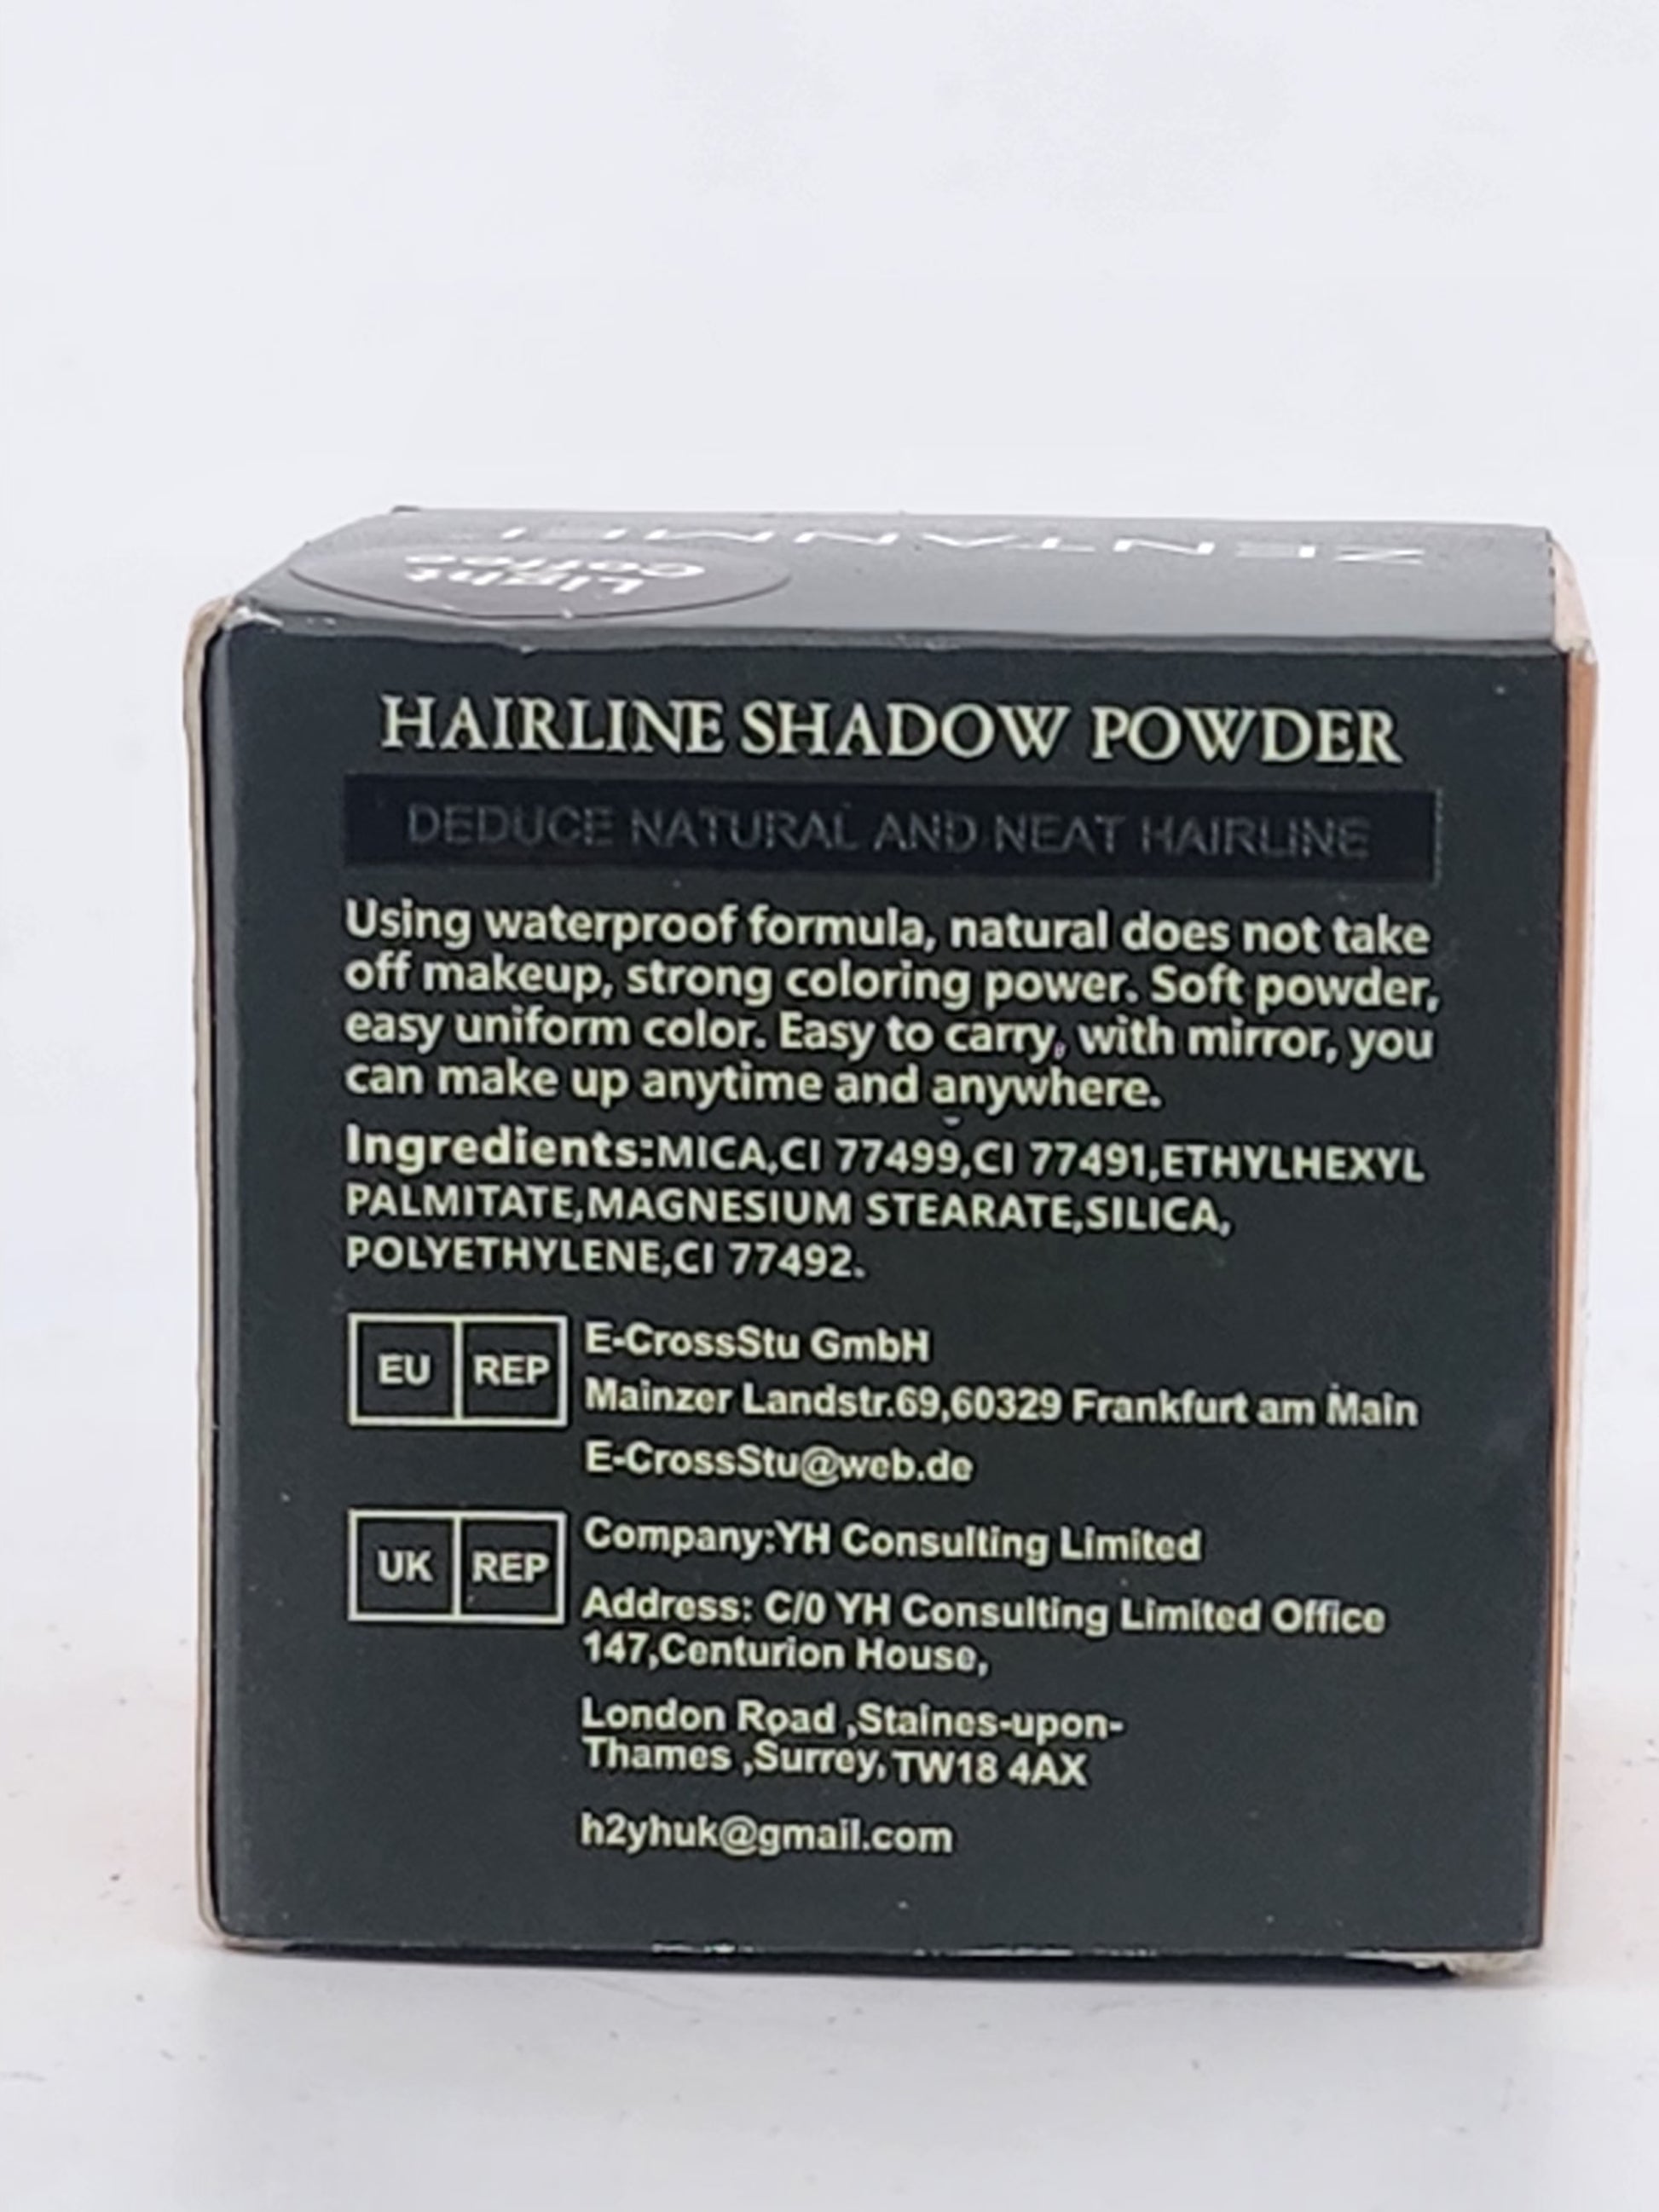 ZENTANMEI
Light
Coffee
HAIRLINE SHADOW POWDER
DEDUCE NATURAL AND NEAT HAIRLINE
Using waterproof formula, natural does not take
off makeup, strong coloring power. Soft powder,
easy uniform color. Easy to carry, with mirror, you
can make up anytime and anywhere.
Ingredients:MICA,CI 77499,CI 77491,ETHYLHEXYL
PALMITATE,MAGNESIUM STEARATE,SILICA,
POLYETHYLENE,CI 77492.
EU REP
E-CrossStu GmbH
Mainzer Landstr.69,60329 Frankfurt am Main
E-CrossStu@web.de
UK REP
Company:YH Consulting Limited
Address: C/0 YH Consulting Limited Office
147,Centurion House,
London Road ,Staines-upon-
Thames ,Surrey, TW18 4AX
h2yhuk@gmail.com